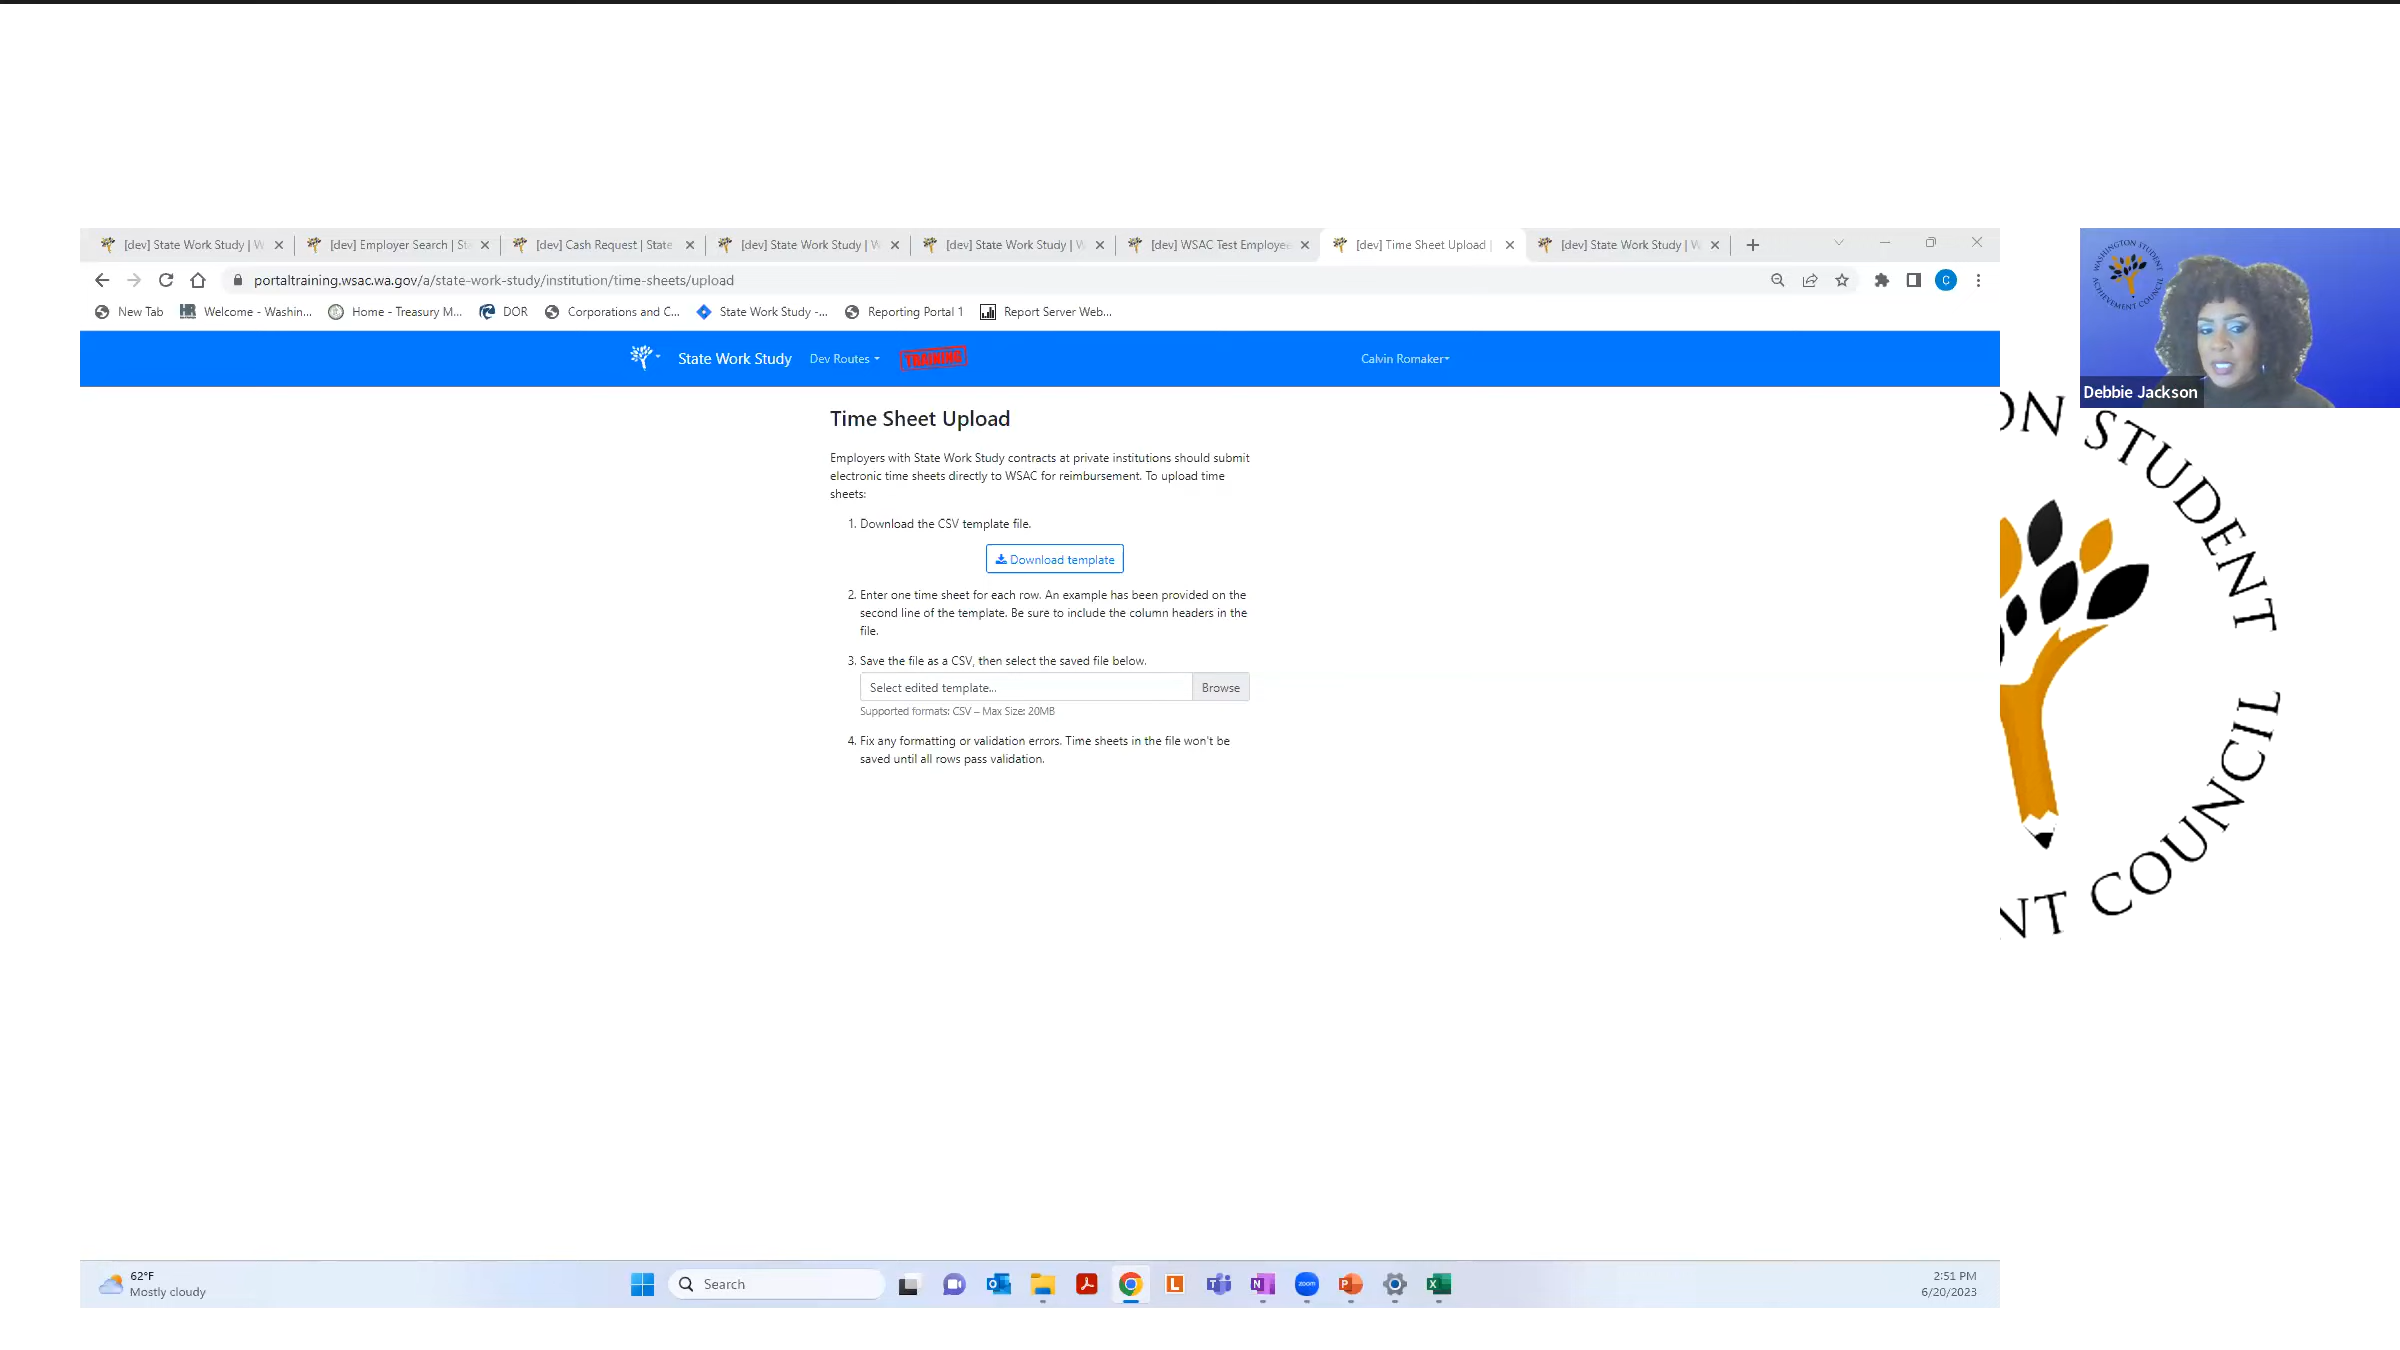 [dev] State Work Study | W
[dev] Employer Search | Sta
[dev] Cash Request | State
[dev] State Work Study | W
[dev] State Work Study | W
[dev] WSAC Test Employee
[dev] Time Sheet Upload |
[dev] State Work Study | W
portaltraining.wsac.wa.gov/a/state-work-study/institution/time-sheets/upload
C
New Tab
HR Welcome - Washin...
Home - Treasury M...
DOR
Corporations and C...
State Work Study -...
Reporting Portal 1
Report Server Web...
State Work Study
Dev Routes
TRAINING
Calvin Romaker
WASHINGTON STUDENT ACHIEVEMENT COUNCIL
Debbie Jackson
Time Sheet Upload
Employers with State Work Study contracts at private institutions should submit
electronic time sheets directly to WSAC for reimbursement. To upload time
sheets:
1. Download the CSV template file.
Download template
2. Enter one time sheet for each row. An example has been provided on the
second line of the template. Be sure to include the column headers in the
file.
3. Save the file as a CSV, then select the saved file below.
Select edited template...
Browse
Supported formats: CSV – Max Size: 20MB
4. Fix any formatting or validation errors. Time sheets in the file won't be
saved until all rows pass validation.
ON STUDENT
NT COUNCIL
62°F
Mostly cloudy
Search
L
zoom
2:51 PM
6/20/2023